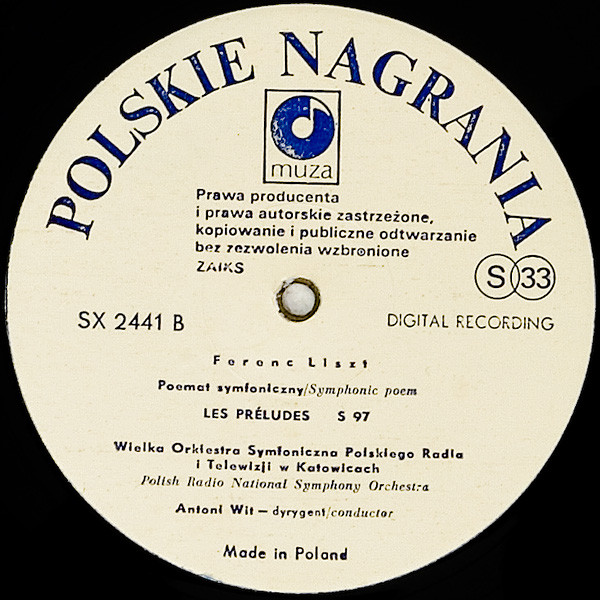 POLSKIE NAGRANIA
muza
Prawa producenta
i prawa autorskie zastrzeżone,
kopiowanie i publiczne odtwarzanie
bez zezwolenia wzbronione
ZAIKS
S 33
SX 2441 B
DIGITAL RECORDING
Ferenc Liszt
Poemat symfoniczny/Symphonic poem
LES PRÉLUDES S 97
Wielka Orkiestra Symfoniczna Polskiego Radia
i Telewizji w Katowicach
Polish Radio National Symphony Orchestra
Antoni Wit – dyrygent/conductor
Made in Poland